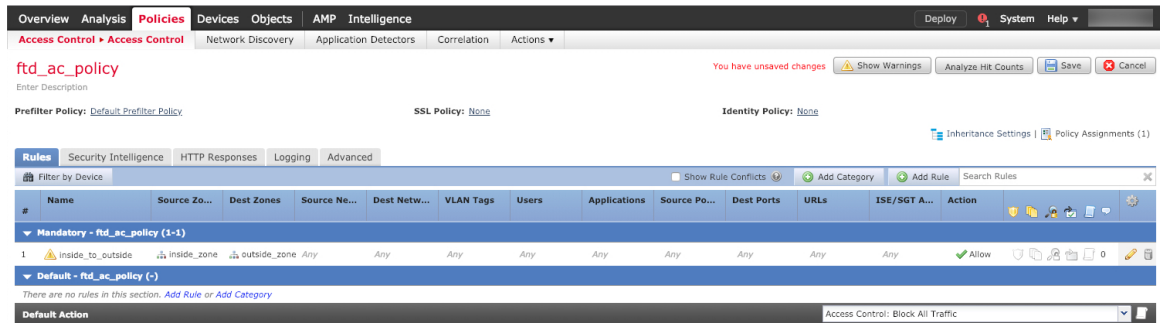 Overview Analysis Policies Devices Objects AMP Intelligence Deploy 1 System Help ▾
Access Control ▸ Access Control Network Discovery Application Detectors Correlation Actions ▾
ftd_ac_policy You have unsaved changes Show Warnings Analyze Hit Counts Save Cancel
Enter Description
Prefilter Policy: Default Prefilter Policy SSL Policy: None Identity Policy: None
Inheritance Settings | Policy Assignments (1)
Rules Security Intelligence HTTP Responses Logging Advanced
Filter by Device Show Rule Conflicts Add Category Add Rule Search Rules
# Name Source Zo... Dest Zones Source Ne... Dest Netw... VLAN Tags Users Applications Source Po... Dest Ports URLs ISE/SGT A... Action
Mandatory - ftd_ac_policy (1-1)
1 inside_to_outside inside_zone outside_zone Any Any Any Any Any Any Any Any Any Allow 0
Default - ftd_ac_policy (-)
There are no rules in this section. Add Rule or Add Category
Default Action Access Control: Block All Traffic